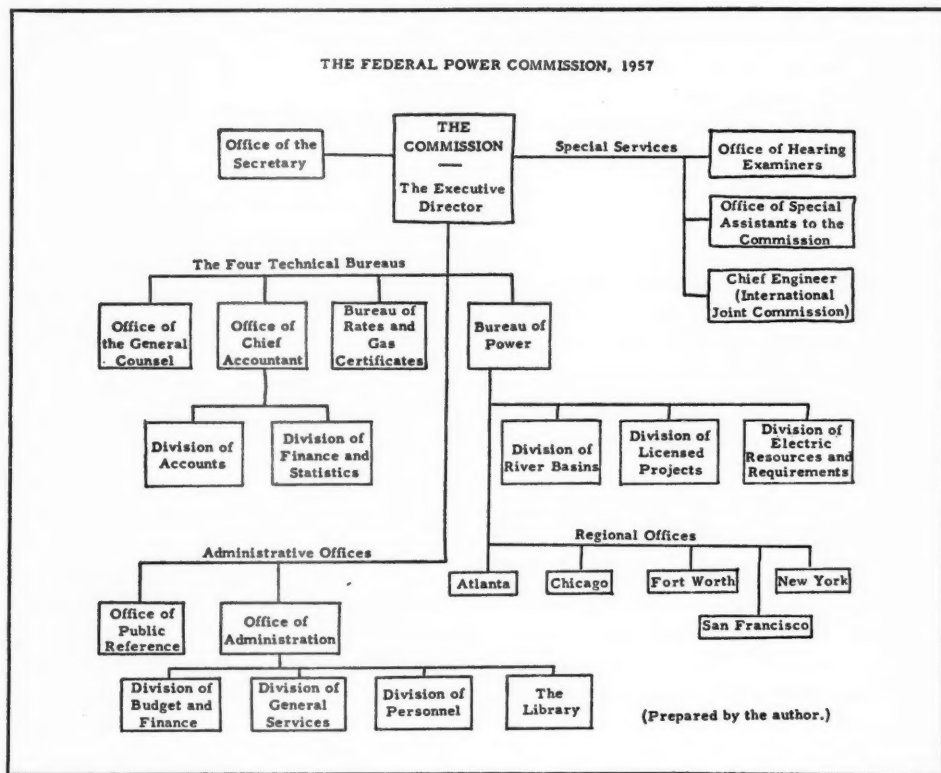 THE FEDERAL POWER COMMISSION, 1957
Office of the
Secretary
THE
COMMISSION
The Executive
Director
Special Services
Office of Hearing
Examiners
Office of Special
Assistants to the
Commission
Chief Engineer
(International
Joint Commission)
The Four Technical Bureaus
Office of
the General
Counsel
Office of
Chief
Accountant
Bureau of
Rates and
Gas
Certificates
Bureau of
Power
Division of
Accounts
Division of
Finance and
Statistics
Division of
River Basins
Division of
Licensed
Projects
Division of
Electric
Resources and
Requirements
Regional Offices
Atlanta
Chicago
Fort Worth
New York
San Francisco
Administrative Offices
Office of
Public
Reference
Office of
Administration
Division of
Budget and
Finance
Division of
General
Services
Division of
Personnel
The
Library
(Prepared by the author.)